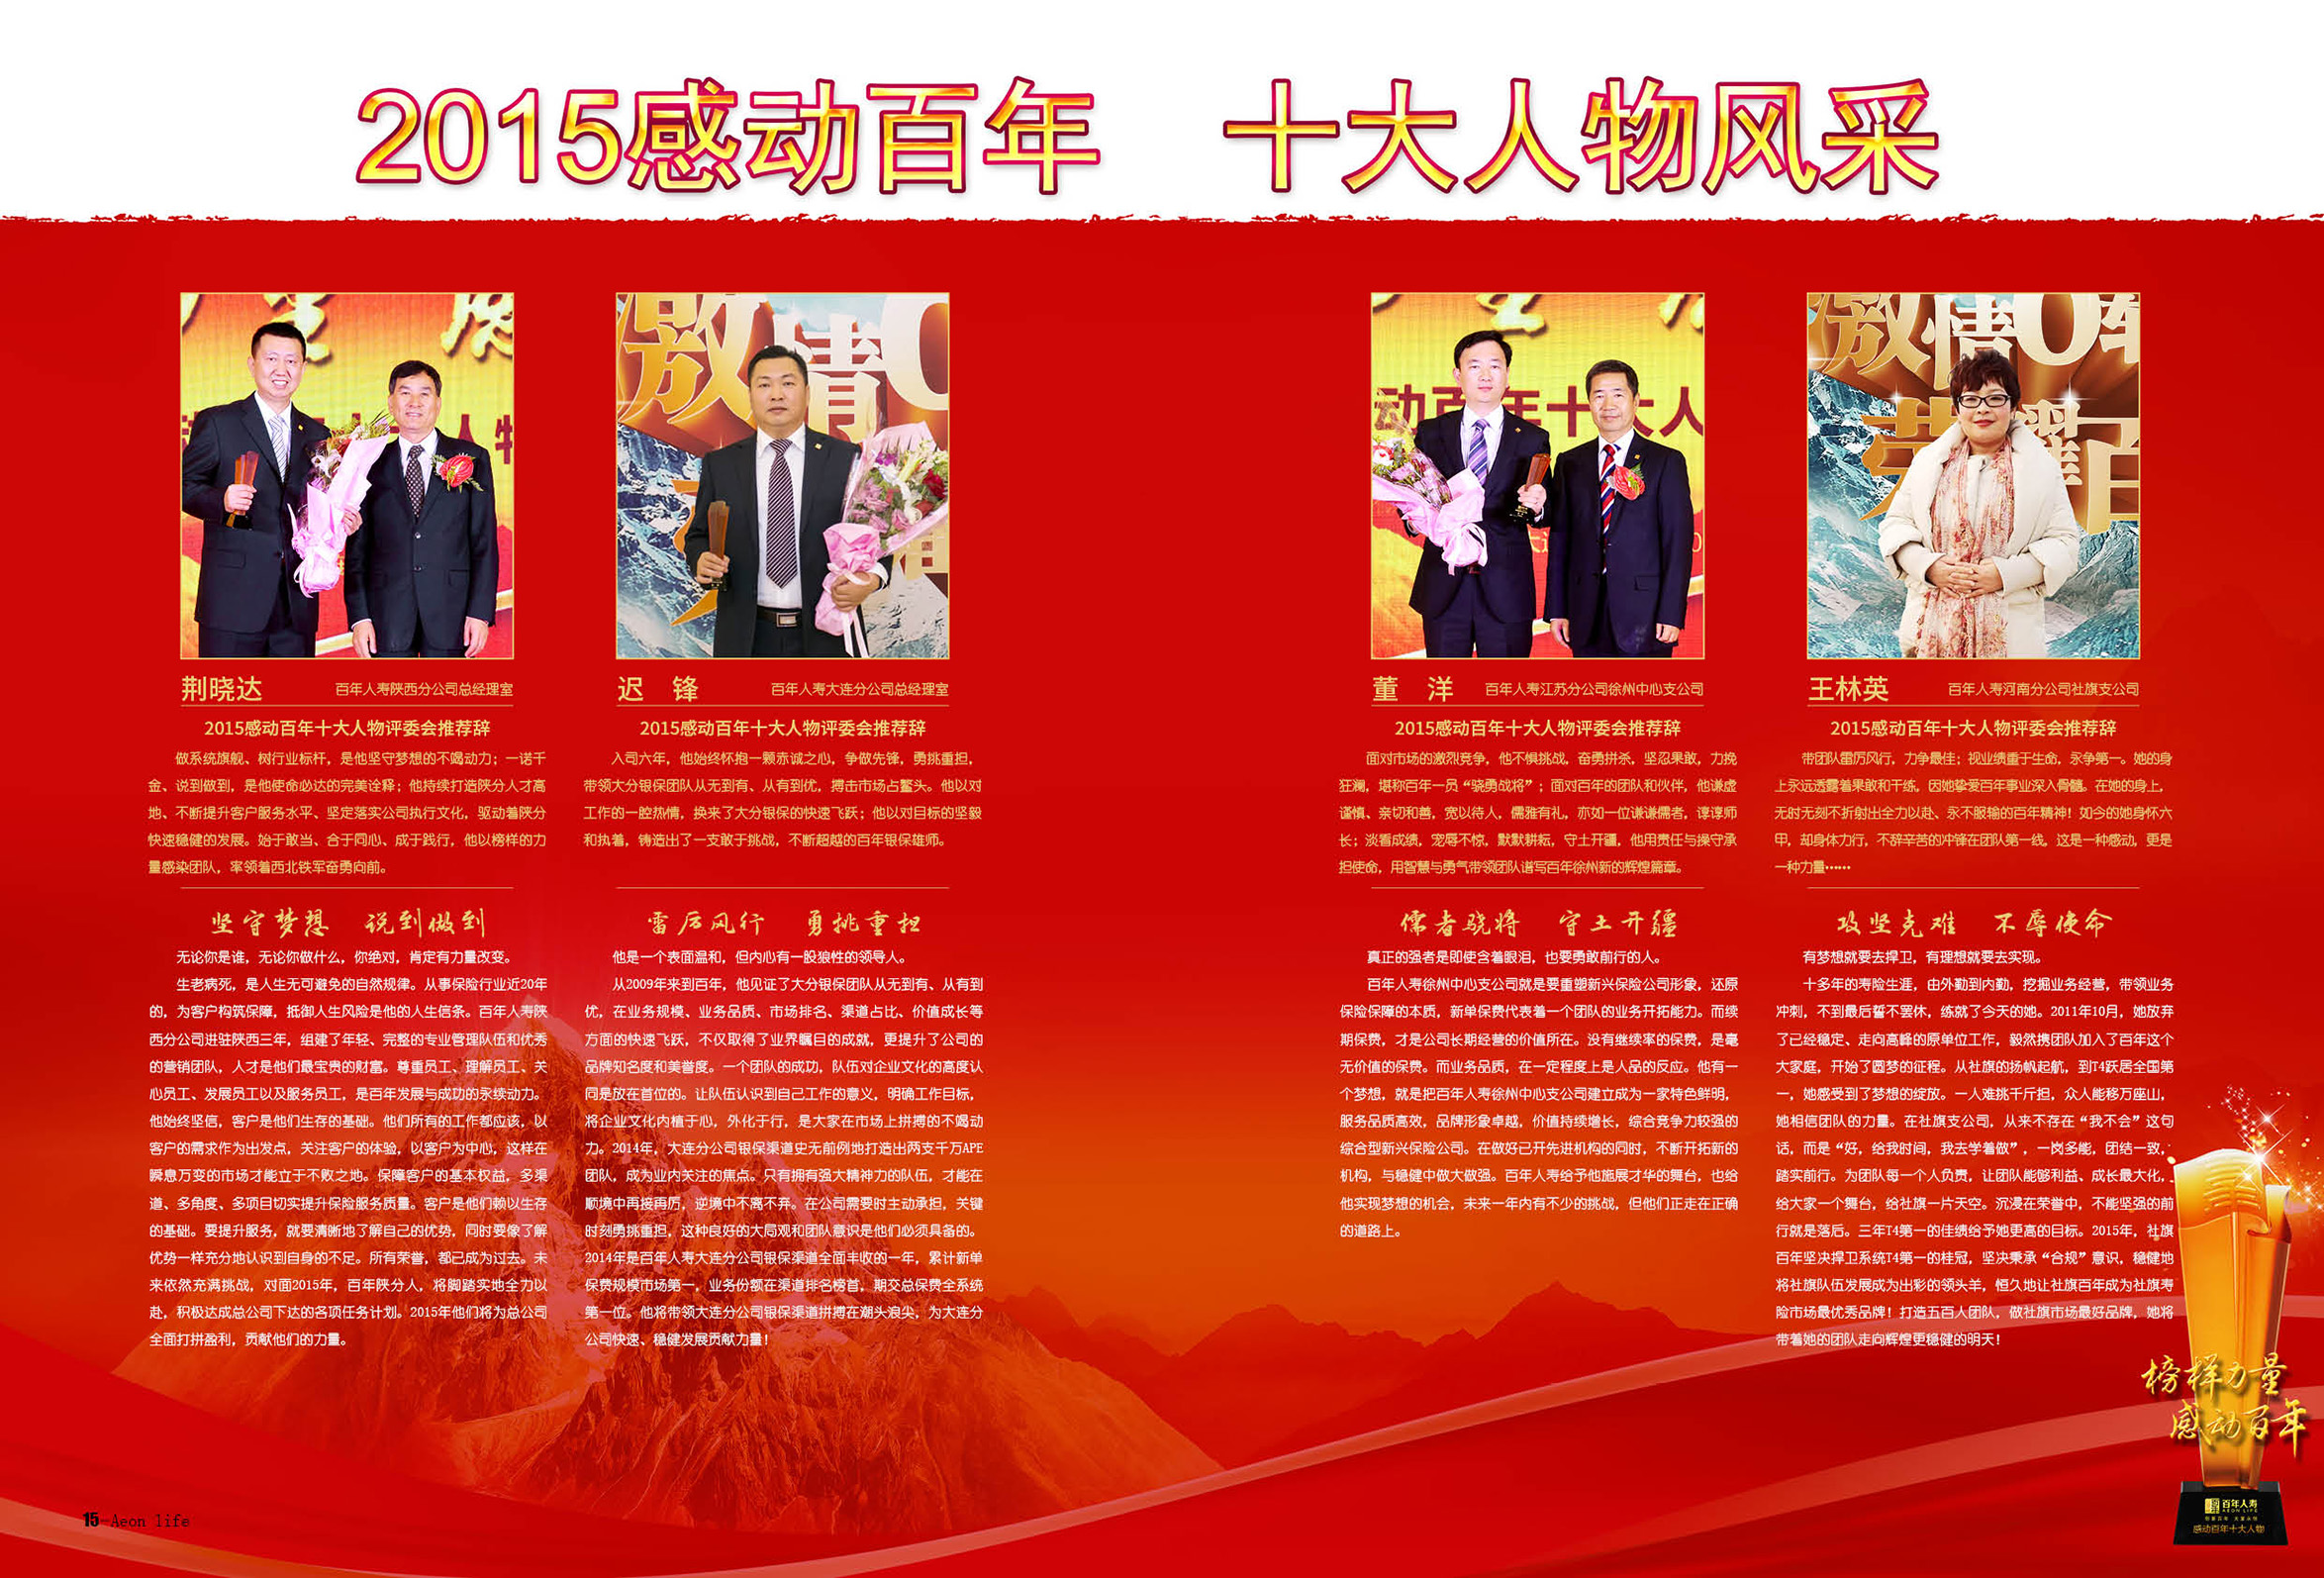 2015感动百年 十大人物风采
荆晓达 百年人寿陕西分公司总经理室
2015感动百年十大人物评委会推荐辞
做系统旗舰、树行业标杆，是他坚守梦想的不竭动力；一诺千
金、说到做到，是他使命必达的完美诠释；他持续打造陕分人才高
地、不断提升客户服务水平、坚定落实公司执行文化，驱动着陕分
快速稳健的发展。始于敢当、合于同心、成于践行，他以榜样的力
量感染团队，率领着西北铁军奋勇向前。
坚守梦想 说到做到
无论你是谁，无论你做什么，你绝对，肯定有力量改变。
生老病死，是人生无可避免的自然规律。从事保险行业近20年
的，为客户构筑保障，抵御人生风险是他的人生信条。百年人寿陕
西分公司进驻陕西三年，组建了年轻、完整的专业管理队伍和优秀
的营销团队，人才是他们最宝贵的财富。尊重员工、理解员工、关
心员工、发展员工以及服务员工，是百年发展与成功的永续动力。
他始终坚信，客户是他们生存的基础。他们所有的工作都应该，以
客户的需求作为出发点，关注客户的体验，以客户为中心，这样在
瞬息万变的市场才能立于不败之地。保障客户的基本权益，多渠
道、多角度、多项目切实提升保险服务质量。客户是他们赖以生存
的基础。要提升服务，就要清晰地了解自己的优势，同时要像了解
优势一样充分地认识到自身的不足。所有荣誉，都已成为过去。未
来依然充满挑战，对面2015年，百年陕分人，将脚踏实地全力以
赴，积极达成总公司下达的各项任务计划。2015年他们将为总公司
全面打拼盈利，贡献他们的力量。
迟 锋 百年人寿大连分公司总经理室
2015感动百年十大人物评委会推荐辞
入司六年，他始终怀抱一颗赤诚之心，争做先锋，勇挑重担，
带领大分银保团队从无到有、从有到优，搏击市场占鳌头。他以对
工作的一腔热情，换来了大分银保的快速飞跃；他以对目标的坚毅
和执着，铸造出了一支敢于挑战，不断超越的百年银保雄师。
雷厉风行 勇挑重担
他是一个表面温和，但内心有一股狼性的领导人。
从2009年来到百年，他见证了大分银保团队从无到有、从有到
优，在业务规模、业务品质、市场排名、渠道占比、价值成长等
方面的快速飞跃，不仅取得了业界瞩目的成就，更提升了公司的
品牌知名度和美誉度。一个团队的成功，队伍对企业文化的高度认
同是放在首位的。让队伍认识到自己工作的意义，明确工作目标，
将企业文化内植于心，外化于行，是大家在市场上拼搏的不竭动
力。2014年，大连分公司银保渠道史无前例地打造出两支千万APE
团队，成为业内关注的焦点。只有拥有强大精神力的队伍，才能在
顺境中再接再厉，逆境中不离不弃。在公司需要时主动承担，关键
时刻勇挑重担，这种良好的大局观和团队意识是他们必须具备的。
2014年是百年人寿大连分公司银保渠道全面丰收的一年，累计新单
保费规模市场第一，业务份额在渠道排名榜首，期交总保费全系统
第一位。他将带领大连分公司银保渠道拼搏在潮头浪尖，为大连分
公司快速、稳健发展贡献力量！
董 洋 百年人寿江苏分公司徐州中心支公司
2015感动百年十大人物评委会推荐辞
面对市场的激烈竞争，他不惧挑战，奋勇拼杀，坚忍果敢，力挽
狂澜，堪称百年一员“骁勇战将”；面对百年的团队和伙伴，他谦虚
谨慎、亲切和善，宽以待人，儒雅有礼，亦如一位谦谦儒者，谆谆师
长；淡看成绩，宠辱不惊，默默耕耘，守土开疆，他用责任与操守承
担使命，用智慧与勇气带领团队谱写百年徐州新的辉煌篇章。
儒者骁将 守土开疆
真正的强者是即使含着眼泪，也要勇敢前行的人。
百年人寿徐州中心支公司就是要重塑新兴保险公司形象，还原
保险保障的本质，新单保费代表着一个团队的业务开拓能力。而续
期保费，才是公司长期经营的价值所在。没有继续率的保费，是毫
无价值的保费。而业务品质，在一定程度上是人品的反应。他有一
个梦想，就是把百年人寿徐州中心支公司建立成为一家特色鲜明，
服务品质高效，品牌形象卓越，价值持续增长，综合竞争力较强的
综合型新兴保险公司。在做好已开先进机构的同时，不断开拓新的
机构，与稳健中做大做强。百年人寿给予他施展才华的舞台，也给
他实现梦想的机会，未来一年内有不少的挑战，但他们正走在正确
的道路上。
王林英 百年人寿河南分公司社旗支公司
2015感动百年十大人物评委会推荐辞
带团队雷厉风行，力争最佳；视业绩重于生命，永争第一。她的身
上永远透露着果敢和干练，因她挚爱百年事业深入骨髓，在她的身上，
无时无刻不折射出全力以赴、永不服输的百年精神！如今的她身怀六
甲，却身体力行，不辞辛苦的冲锋在团队第一线，这是一种感动，更是
一种力量……
攻坚克难 不辱使命
有梦想就要去捍卫，有理想就要去实现。
十多年的寿险生涯，由外勤到内勤，挖掘业务经营，带领业务
冲刺，不到最后誓不罢休，练就了今天的她。2011年10月，她放弃
了已经稳定、走向高峰的原单位工作，毅然携团队加入了百年这个
大家庭，开始了圆梦的征程。从社旗的扬帆起航，到T4跃居全国第
一，她感受到了梦想的绽放。一人难挑千斤担，众人能移万座山，
她相信团队的力量。在社旗支公司，从来不存在“我不会”这句
话，而是“好，给我时间，我去学着做”，一岗多能，团结一致，
踏实前行。为团队每一个人负责，让团队能够利益、成长最大化，
给大家一个舞台，给社旗一片天空。沉浸在荣誉中，不能坚强的前
行就是落后。三年T4第一的佳绩给予她更高的目标。2015年，社旗
百年坚决捍卫系统T4第一的桂冠，坚决秉承“合规”意识，稳健地
将社旗队伍发展成为出彩的领头羊，恒久地让社旗百年成为社旗寿
险市场最优秀品牌！打造五百人团队，做社旗市场最好品牌，她将
带着她的团队走向辉煌更稳健的明天！
榜样力量
感动百年
百年人寿
AEON LIFE
感动百年十大人物
15-Aeon life